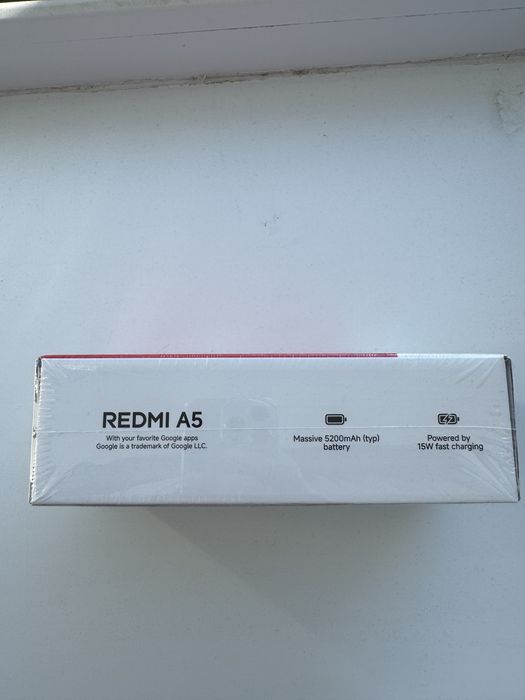 REDMI A5
With your favorite Google apps
Google is a trademark of Google LLC.
Massive 5200mAh (typ)
battery
Powered by
15W fast charging